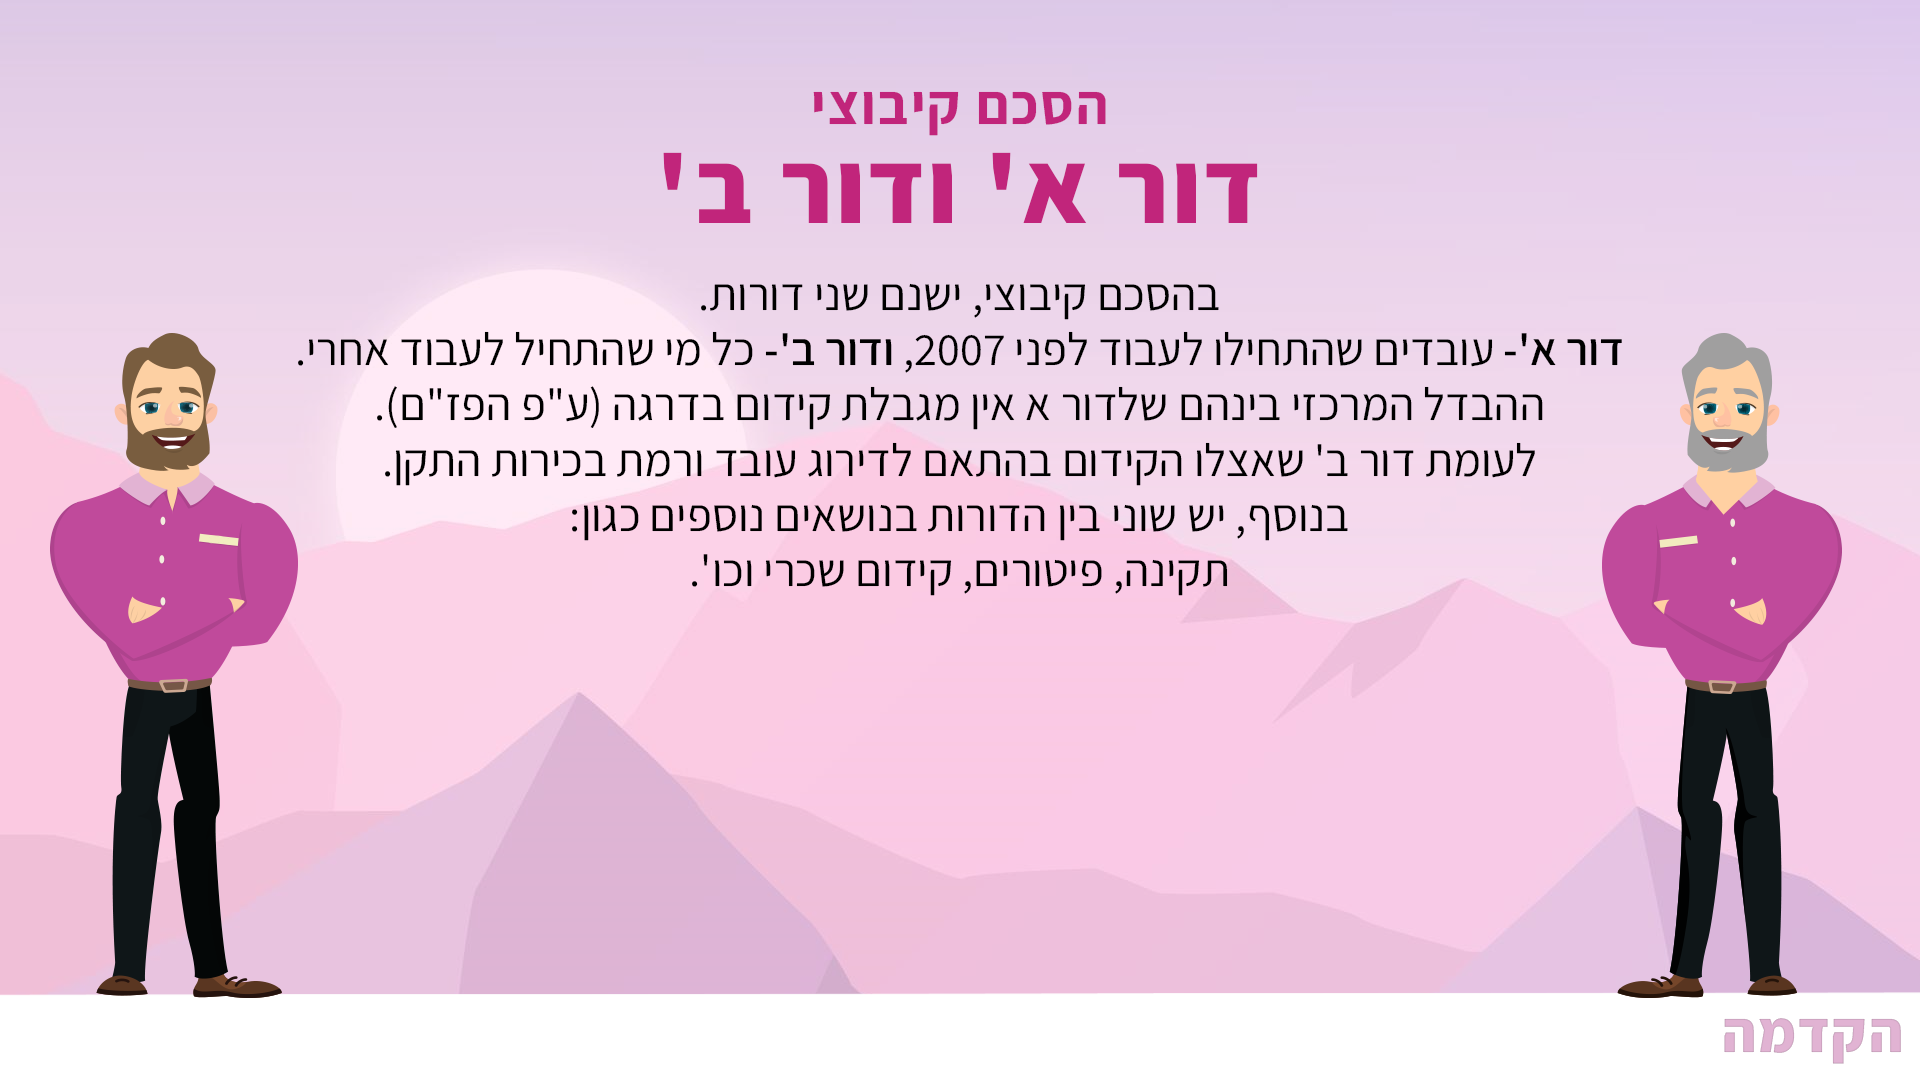 הסכם קיבוצי
דור א' ודור ב'
בהסכם קיבוצי, ישנם שני דורות.
דור א'- עובדים שהתחילו לעבוד לפני 2007, ודור ב'- כל מי שהתחיל לעבוד אחרי.
ההבדל המרכזי בינהם שלדור א אין מגבלת קידום בדרגה (ע"פ הפז"ם).
לעומת דור ב' שאצלו הקידום בהתאם לדירוג עובד ורמת בכירות התקן.
בנוסף, יש שוני בין הדורות בנושאים נוספים כגון:
תקינה, פיטורים, קידום שכרי וכו'.
הקדמה